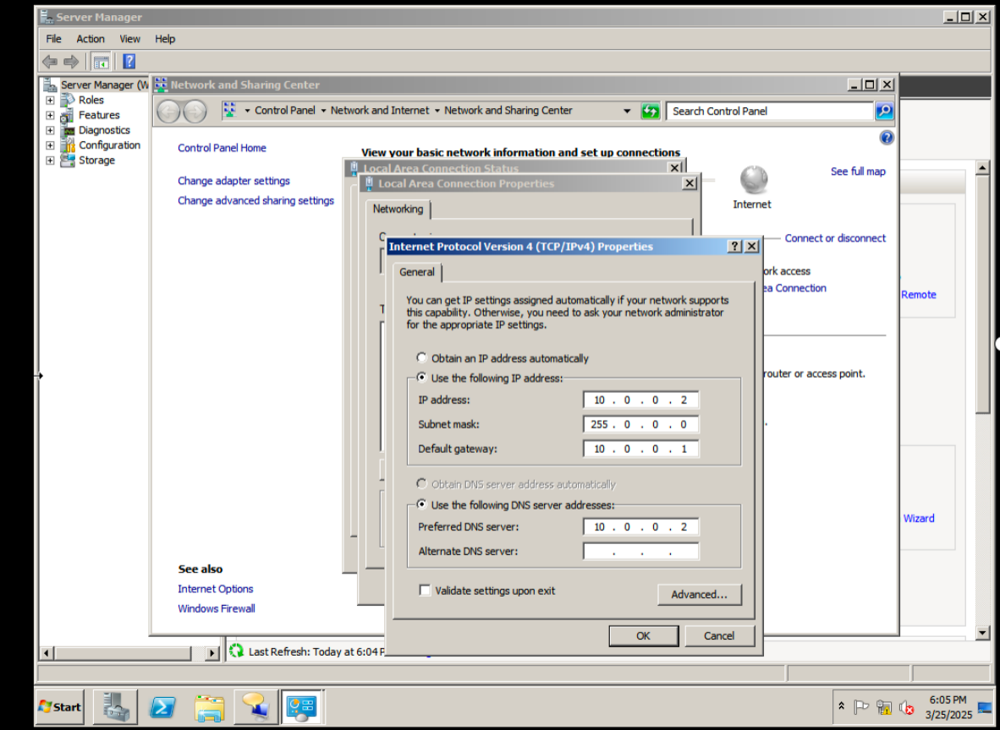 Server Manager
File Action View Help
Server Manager (W
Roles
Features
Diagnostics
Configuration
Storage
Network and Sharing Center
Control Panel Network and Internet Network and Sharing Center
Search Control Panel
Control Panel Home
Change adapter settings
Change advanced sharing settings
View your basic network information and set up connections
See full map
Internet
Connect or disconnect
ork access
ea Connection
Remote
router or access point.
Wizard
Local Area Connection Status
Local Area Connection Properties
Networking
Internet Protocol Version 4 (TCP/IPv4) Properties
General
You can get IP settings assigned automatically if your network supports
this capability. Otherwise, you need to ask your network administrator
for the appropriate IP settings.
Obtain an IP address automatically
Use the following IP address:
IP address: 10 . 0 . 0 . 2
Subnet mask: 255 . 0 . 0 . 0
Default gateway: 10 . 0 . 0 . 1
Obtain DNS server address automatically
Use the following DNS server addresses:
Preferred DNS server: 10 . 0 . 0 . 2
Alternate DNS server: . . .
Validate settings upon exit
Advanced...
OK Cancel
See also
Internet Options
Windows Firewall
Last Refresh: Today at 6:04 P
Start
6:05 PM
3/25/2025